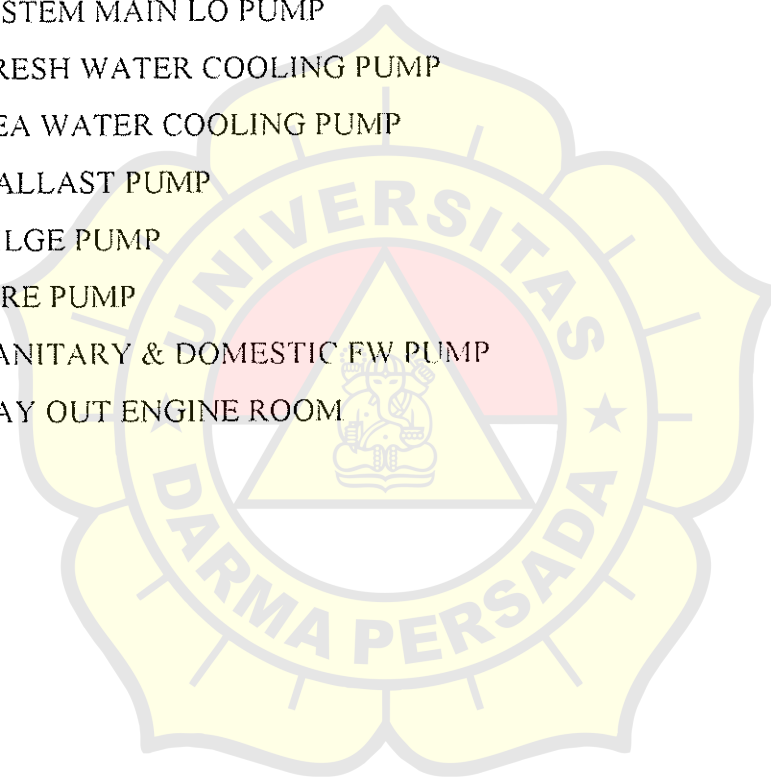 STEM MAIN LO PUMP
RESH WATER COOLING PUMP
EA WATER COOLING PUMP
ALLAST PUMP
LGE PUMP
RE PUMP
ANITARY & DOMESTIC FW PUMP
AY OUT ENGINE ROOM
UNIVERSITAS
DARMA PERSADA